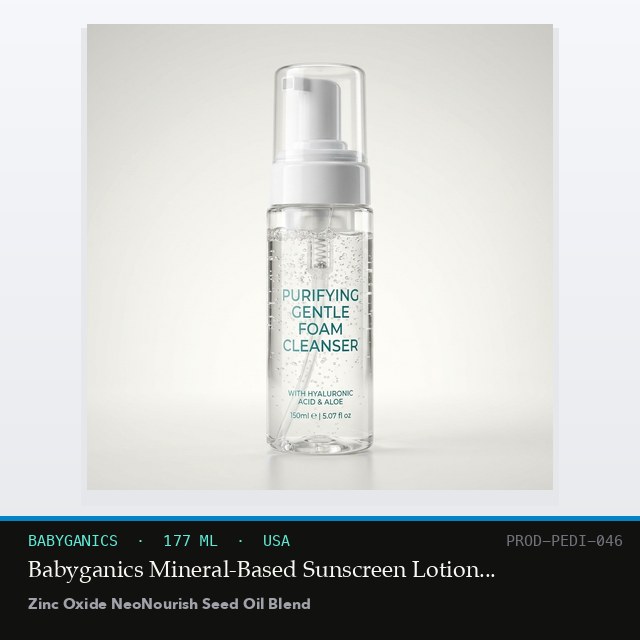 PURIFYING
GENTLE
FOAM
CLEANSER
WITH HYALURONIC
ACID & ALOE
150ml ℮ | 5.07 fl oz
BABYGANICS · 177 ML · USA
PROD-PEDI-046
Babyganics Mineral-Based Sunscreen Lotion...
Zinc Oxide NeoNourish Seed Oil Blend